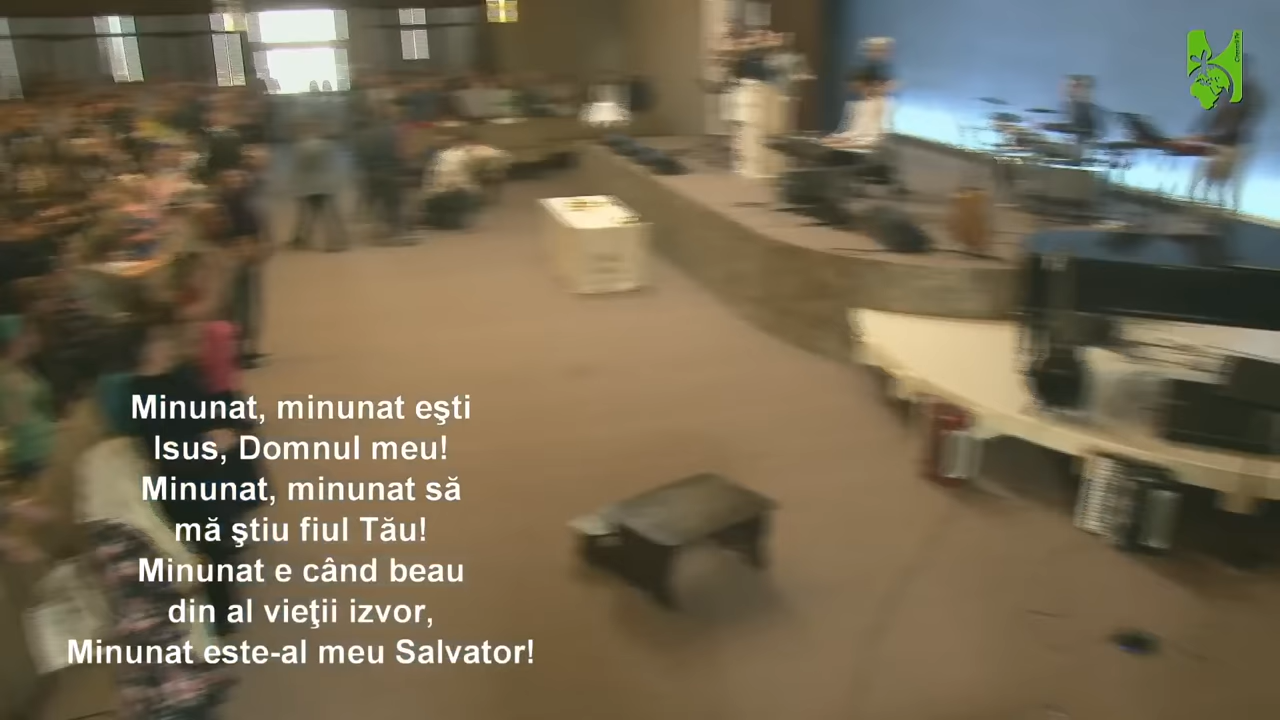 Minunat, minunat eşti
Isus, Domnul meu!
Minunat, minunat să
mă ştiu fiul Tău!
Minunat e când beau
din al vieţii izvor,
Minunat este-al meu Salvator!